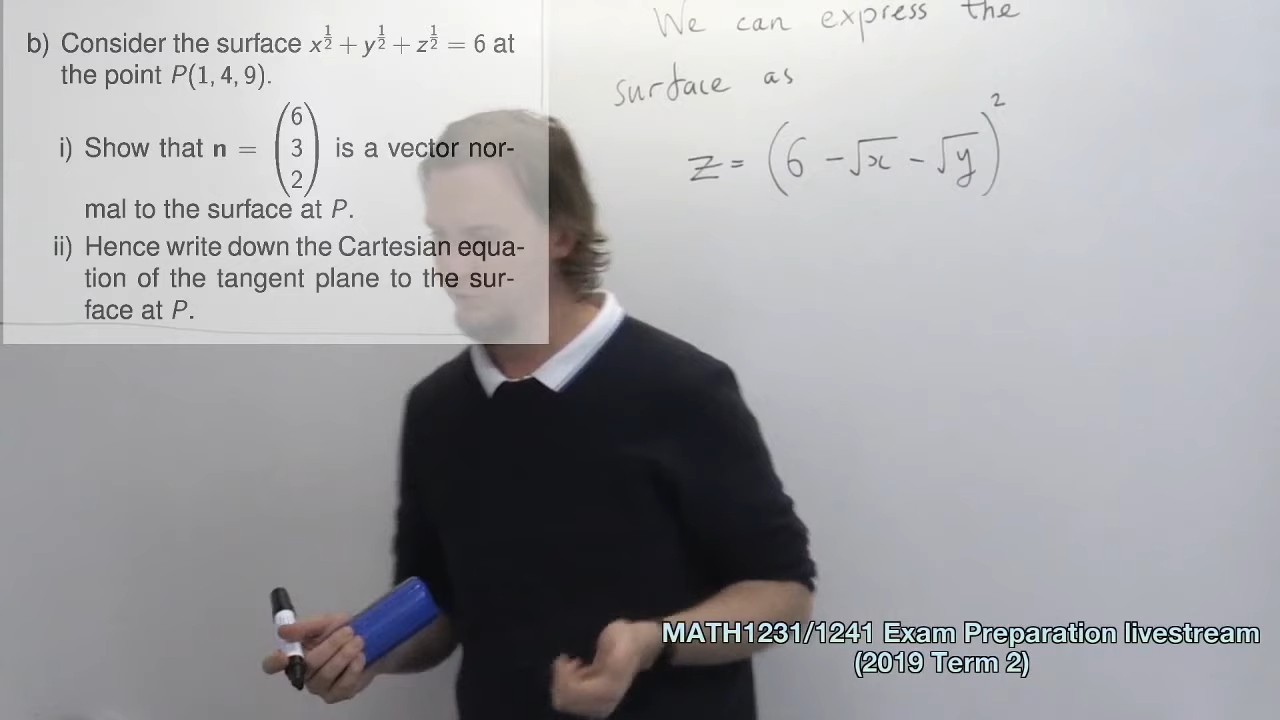 b) Consider the surface x^{1/2} + y^{1/2} + z^{1/2} = 6 at
the point P(1, 4, 9).
i) Show that n = (6 3 2) is a vector nor-
mal to the surface at P.
ii) Hence write down the Cartesian equa-
tion of the tangent plane to the sur-
face at P.
We can express the
surface as
z = (6 - √x - √y)^2
MATH1231/1241 Exam Preparation livestream
(2019 Term 2)